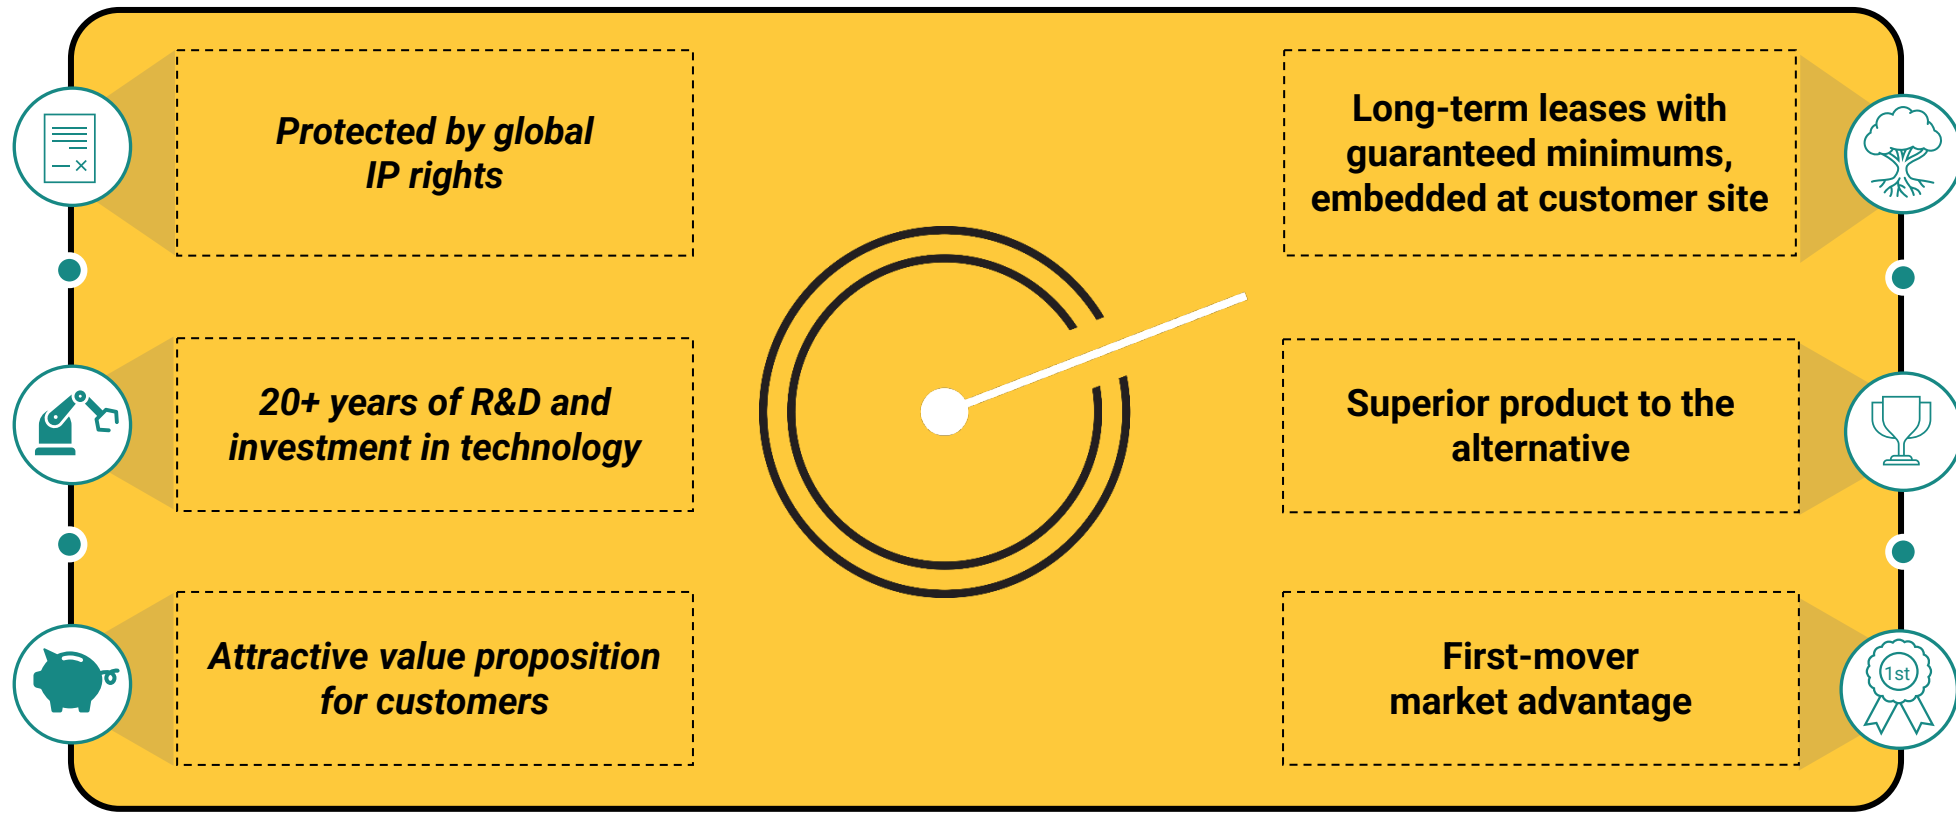 Protected by global
IP rights
20+ years of R&D and
investment in technology
Attractive value proposition
for customers
Long-term leases with
guaranteed minimums,
embedded at customer site
Superior product to the
alternative
First-mover
market advantage
1st